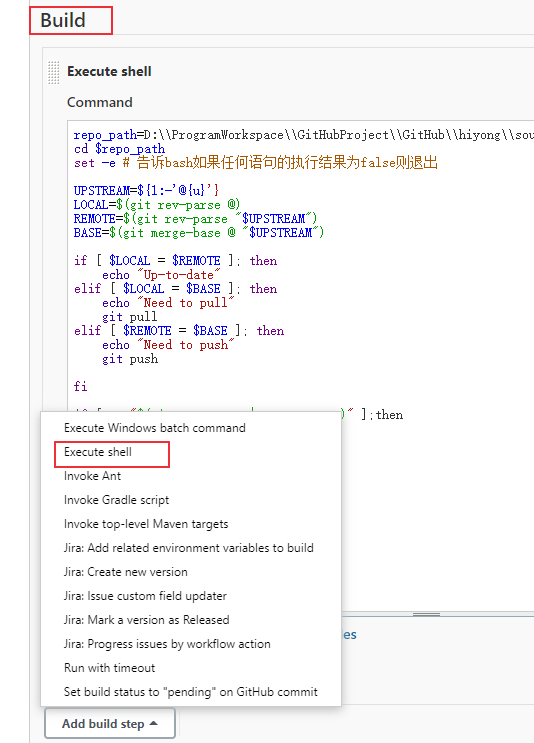 Build
Execute shell
Command
repo_path=D:\\ProgramWorkspace\\GitHubProject\\GitHub\\hiyong\\sou
cd $repo_path
set -e # 告诉bash如果任何语句的执行结果为false则退出
UPSTREAM=${1:-'@{u}'}
LOCAL=$(git rev-parse @)
REMOTE=$(git rev-parse "$UPSTREAM")
BASE=$(git merge-base @ "$UPSTREAM")
if [ $LOCAL = $REMOTE ]; then
echo "Up-to-date"
elif [ $LOCAL = $BASE ]; then
echo "Need to pull"
git pull
elif [ $REMOTE = $BASE ]; then
echo "Need to push"
git push
fi
)" ];then
Execute Windows batch command
Execute shell
Invoke Ant
Invoke Gradle script
Invoke top-level Maven targets
Jira: Add related environment variables to build
Jira: Create new version
Jira: Issue custom field updater
es
Jira: Mark a version as Released
Jira: Progress issues by workflow action
Run with timeout
Set build status to "pending" on GitHub commit
Add build step